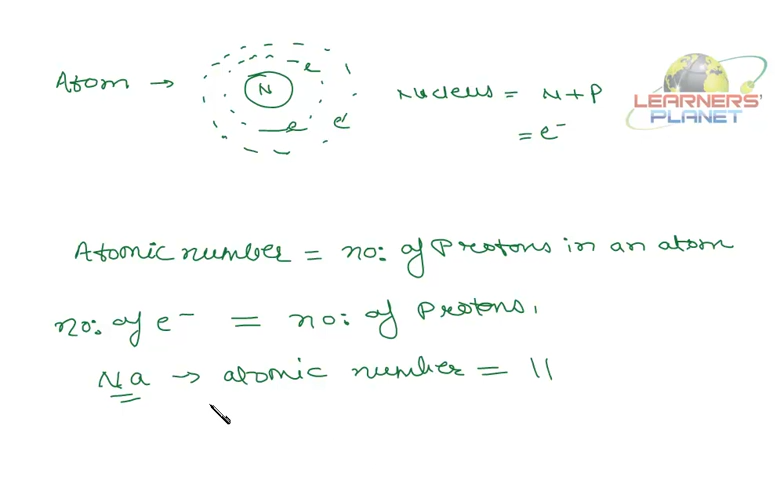 Atom → N e e e
Nucleus = N + P
= e⁻
LEARNERS'
PLANET
Atomic number = no: of Protons in an atom
no: of e⁻ = no: of Protons.
Na → atomic number = 11